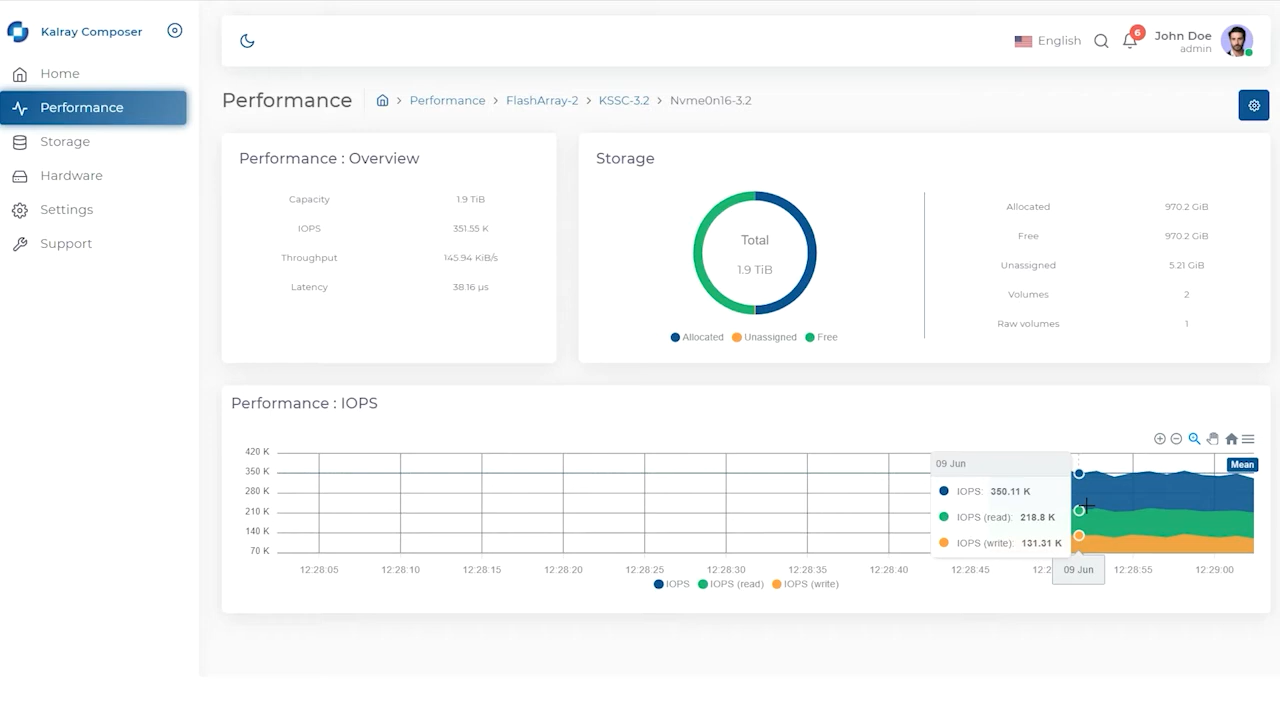 Kalray Composer
English
6
John Doe
admin
Home
Performance
Storage
Hardware
Settings
Support
Performance
Performance > FlashArray-2 > KSSC-3.2 > Nvme0n16-3.2
Performance : Overview
Capacity 1.9 TiB
IOPS 351.55 K
Throughput 145.94 KiB/s
Latency 38.16 µs
Storage
Total
1.9 TiB
Allocated Unassigned Free
Allocated 970.2 GiB
Free 970.2 GiB
Unassigned 5.21 GiB
Volumes 2
Raw volumes 1
Performance : IOPS
420 K
350 K
280 K
210 K
140 K
70 K
Mean
09 Jun
IOPS: 350.11 K
IOPS (read): 218.8 K
IOPS (write): 131.31 K
12:28:05 12:28:10 12:28:15 12:28:20 12:28:25 12:28:30 12:28:35 12:28:40 12:28:45 12:2 09 Jun 12:28:55 12:29:00
IOPS IOPS (read) IOPS (write)